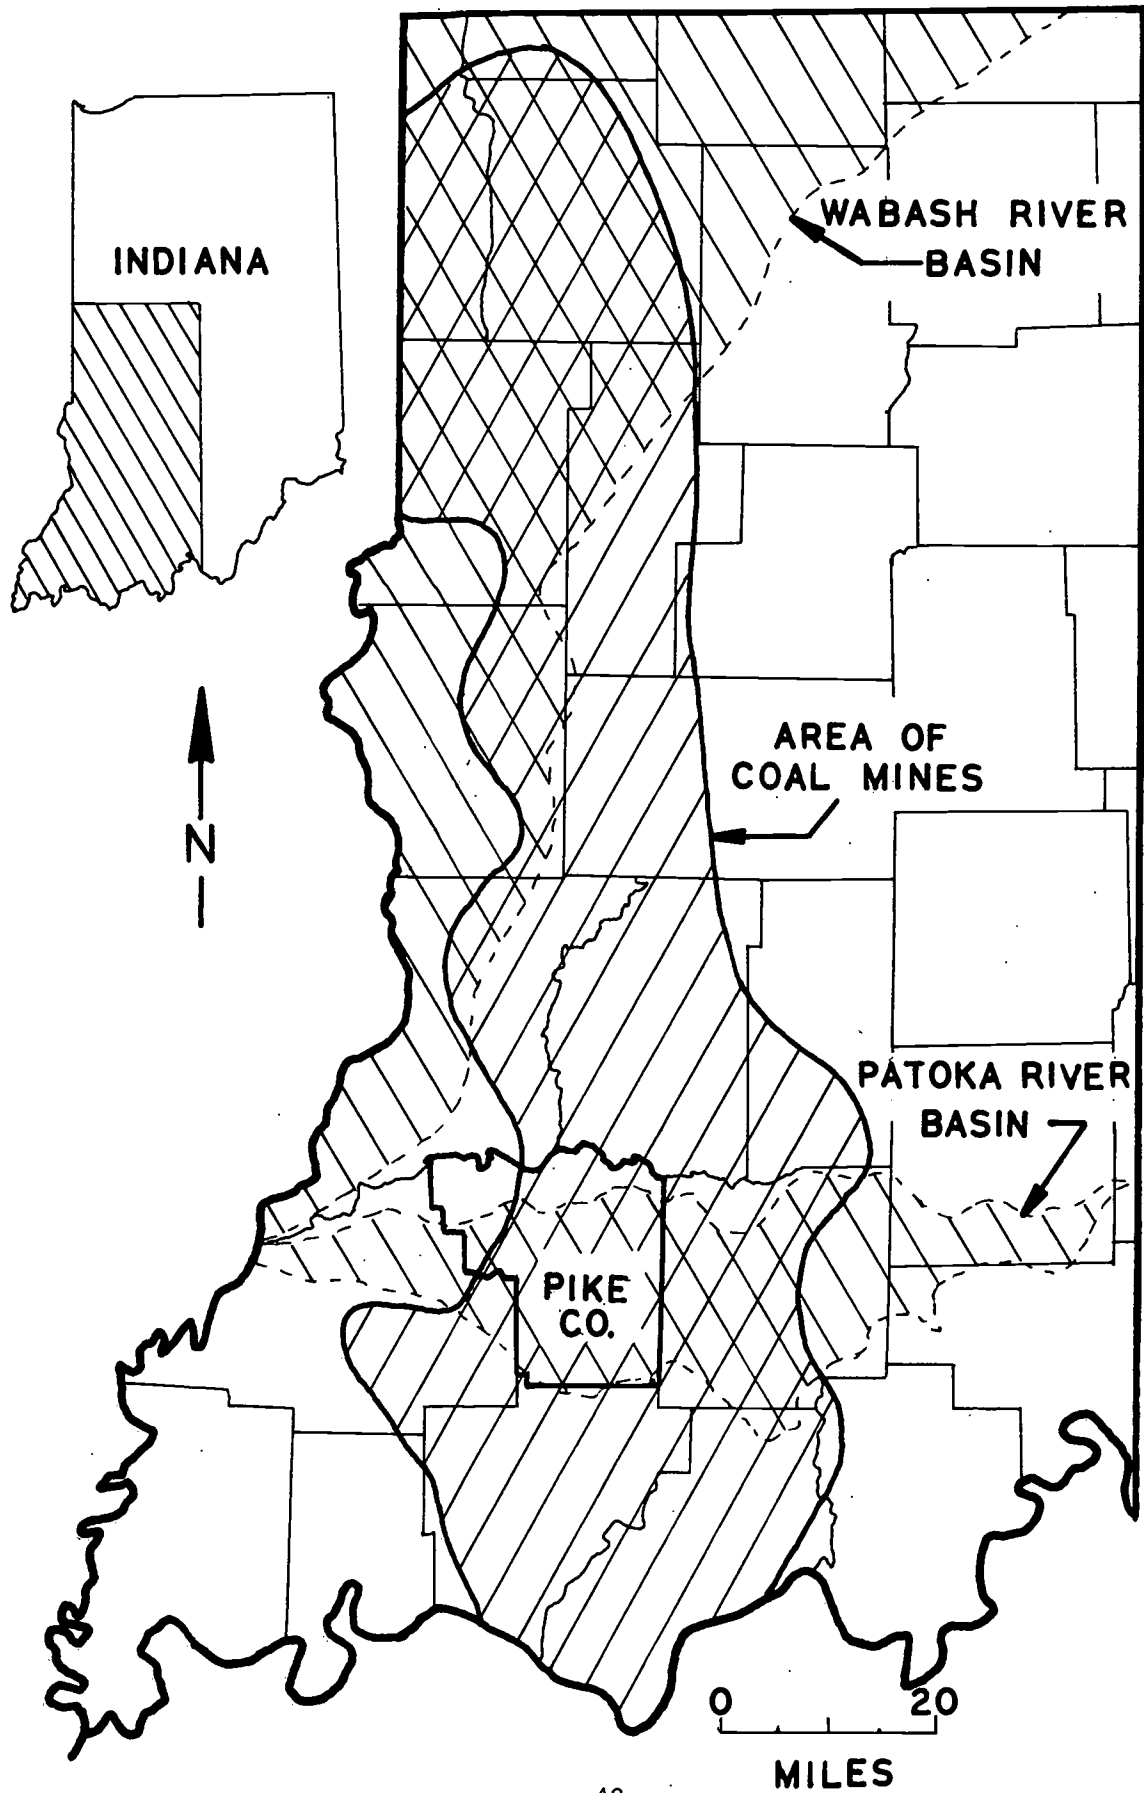 INDIANA
WABASH RIVER
BASIN
N
AREA OF
COAL MINES
PATOKA RIVER
BASIN
PIKE
CO.
0 20
MILES